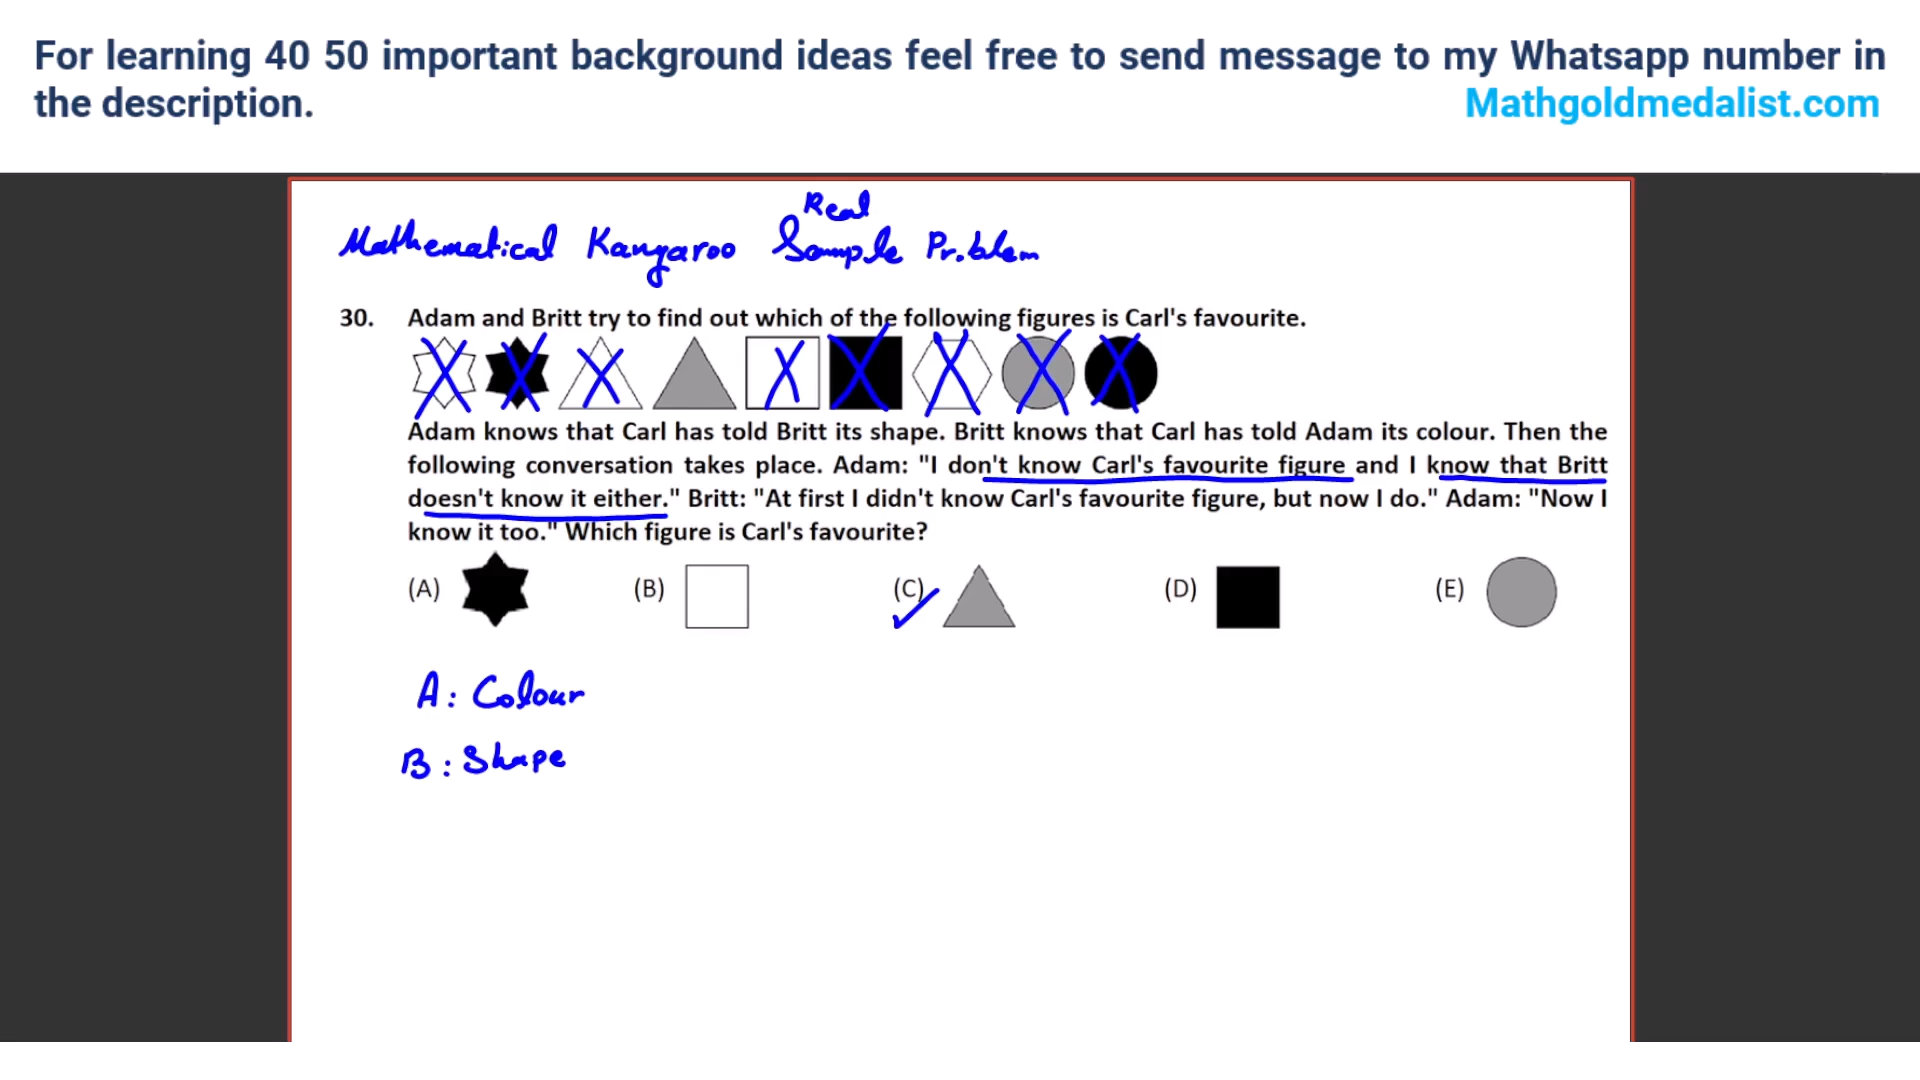 For learning 40 50 important background ideas feel free to send message to my Whatsapp number in
the description.
Mathgoldmedalist.com
Real
Mathematical Kangaroo Sample Problem
30. Adam and Britt try to find out which of the following figures is Carl's favourite.
Adam knows that Carl has told Britt its shape. Britt knows that Carl has told Adam its colour. Then the
following conversation takes place. Adam: "I don't know Carl's favourite figure and I know that Britt
doesn't know it either." Britt: "At first I didn't know Carl's favourite figure, but now I do." Adam: "Now I
know it too." Which figure is Carl's favourite?
(A) (B) (C) (D) (E)
A: Colour
B: Shape